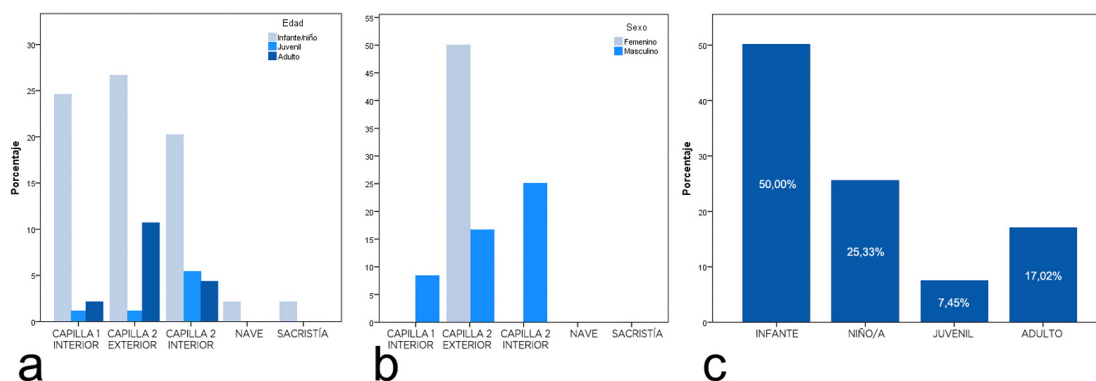 Edad
Infante/niño
Juvenil
Adulto
Porcentaje
30
25
20
15
10
5
0
CAPILLA 1 INTERIOR
CAPILLA 2 EXTERIOR
CAPILLA 2 INTERIOR
NAVE
SACRISTÍA
a
Sexo
Femenino
Masculino
Porcentaje
55
50
45
40
35
30
25
20
15
10
5
0
CAPILLA 1 INTERIOR
CAPILLA 2 EXTERIOR
CAPILLA 2 INTERIOR
NAVE
SACRISTÍA
b
Porcentaje
50
40
30
20
10
0
50,00%
25,33%
7,45%
17,02%
INFANTE
NIÑO/A
JUVENIL
ADULTO
c